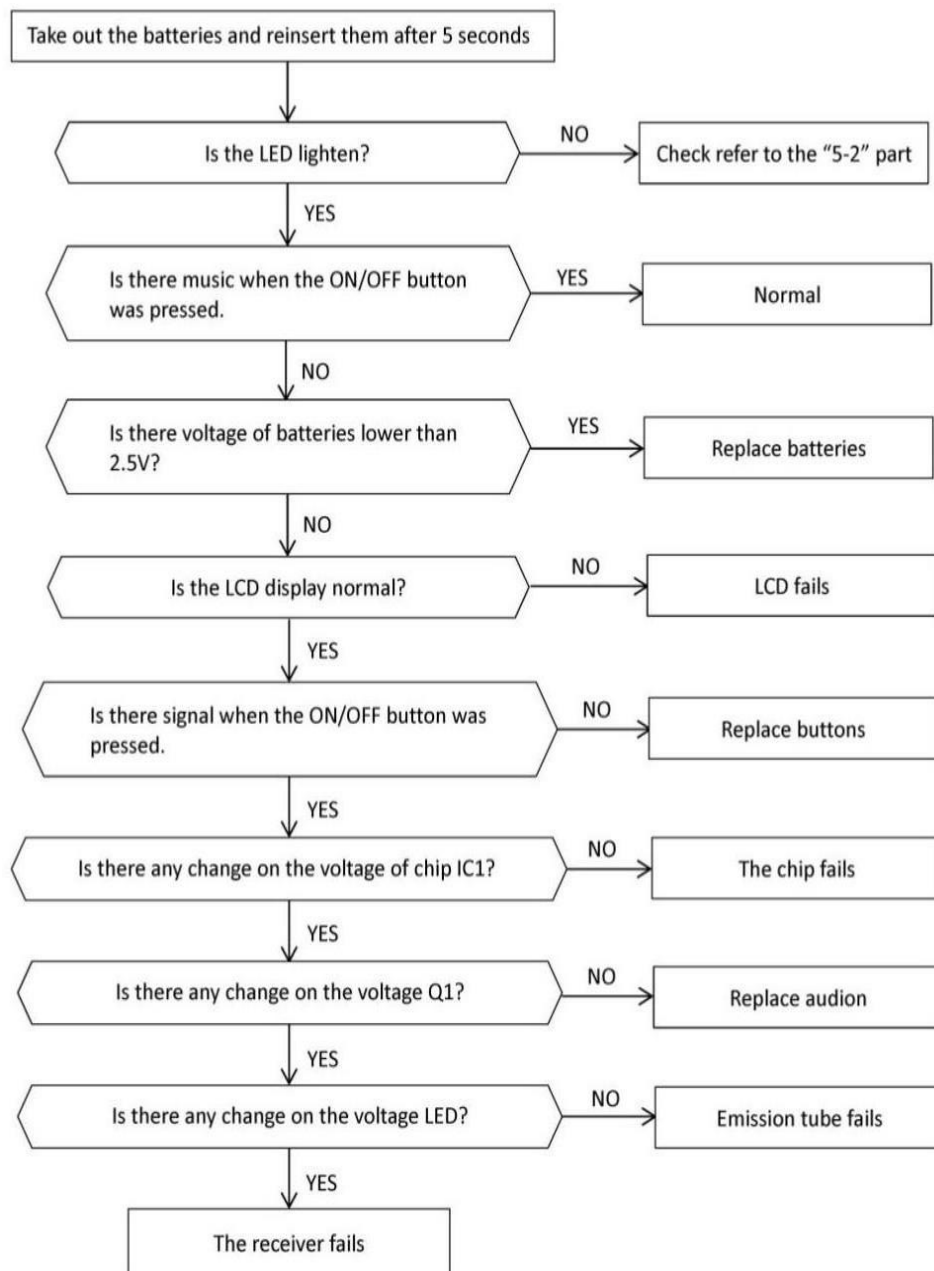 Take out the batteries and reinsert them after 5 seconds
Is the LED lighten?
NO
Check refer to the “5-2” part
YES
Is there music when the ON/OFF button
was pressed.
YES
Normal
NO
Is there voltage of batteries lower than
2.5V?
YES
Replace batteries
NO
Is the LCD display normal?
NO
LCD fails
YES
Is there signal when the ON/OFF button was
pressed.
NO
Replace buttons
YES
Is there any change on the voltage of chip IC1?
NO
The chip fails
YES
Is there any change on the voltage Q1?
NO
Replace audion
YES
Is there any change on the voltage LED?
NO
Emission tube fails
YES
The receiver fails